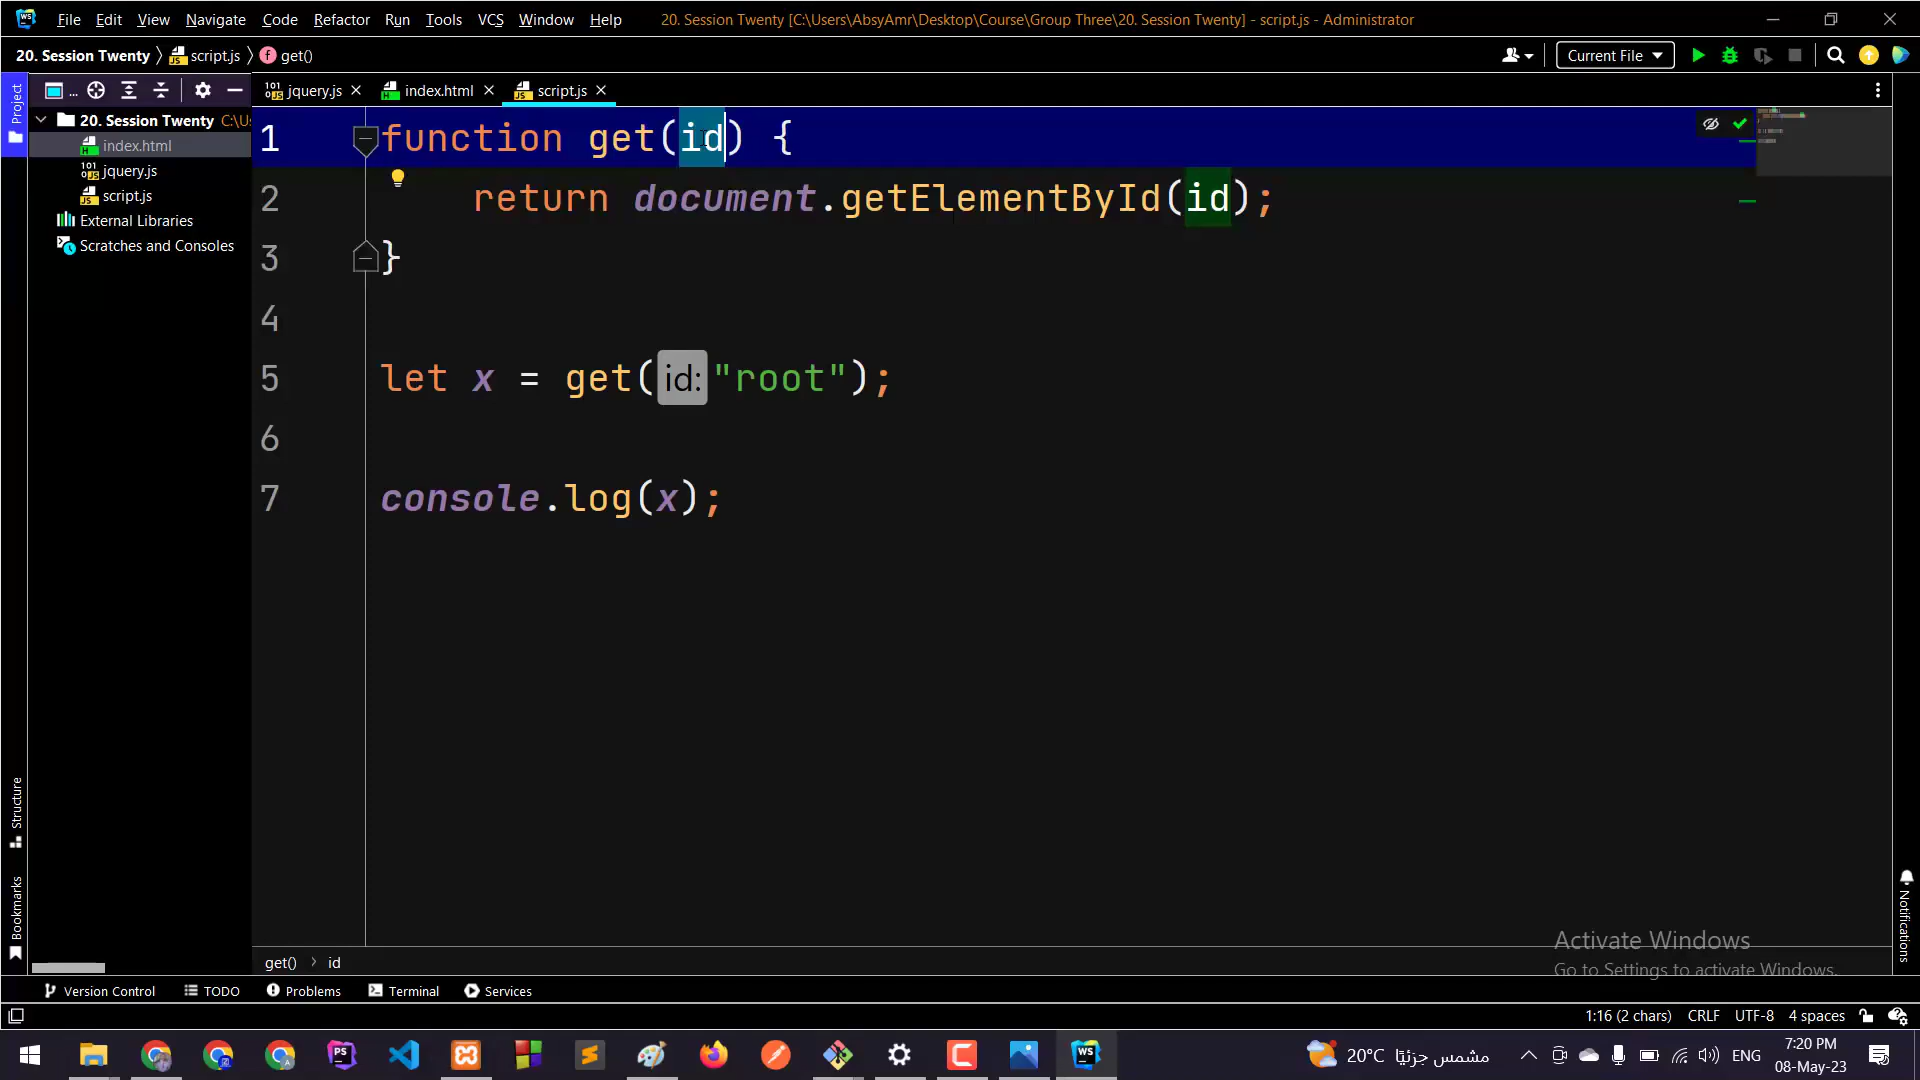 File Edit View Navigate Code Refactor Run Tools VCS Window Help 20. Session Twenty [C:\Users\AbsyAmr\Desktop\Course\Group Three\20. Session Twenty] - script.js - Administrator
20. Session Twenty script.js f get() Current File
Project ... jquery.js index.html script.js
20. Session Twenty C:\U
index.html
jquery.js
script.js
External Libraries
Scratches and Consoles
1 function get(id) {
2 return document.getElementById(id);
3 }
4
5 let x = get(id:"root");
6
7 console.log(x);
Structure
Bookmarks
Notifications
Activate Windows
Go to Settings to activate Windows.
get() id
Version Control TODO Problems Terminal Services
1:16 (2 chars) CRLF UTF-8 4 spaces
PS WS 20°C مشمس جزئيًا ENG 7:20 PM
08-May-23